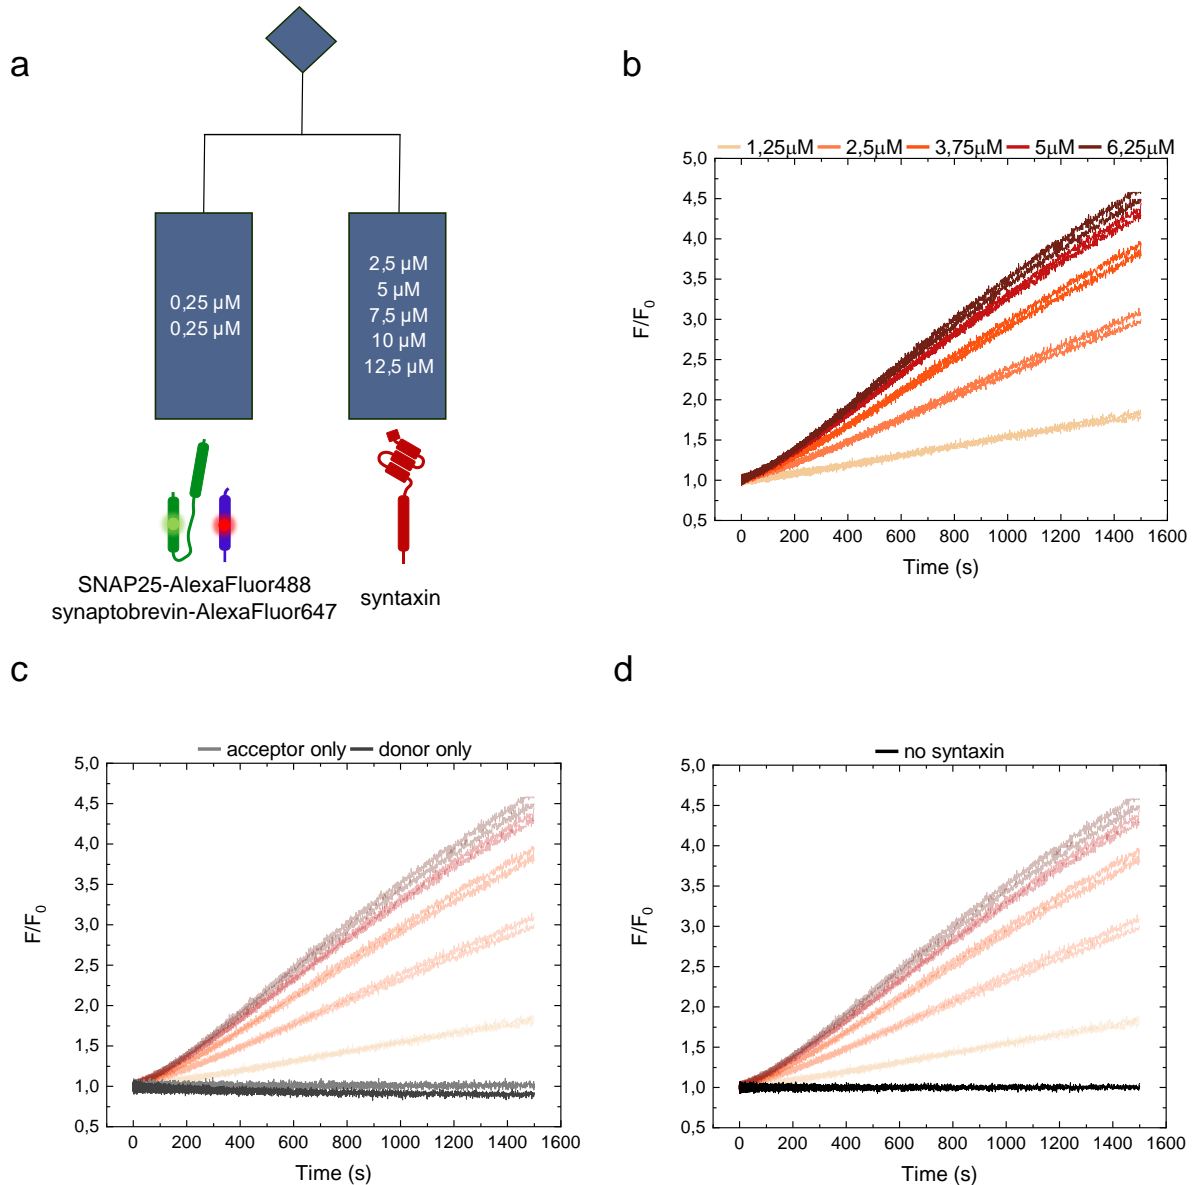 a
0,25 µM
0,25 µM
2,5 µM
5 µM
7,5 µM
10 µM
12,5 µM
SNAP25-AlexaFluor488
synaptobrevin-AlexaFluor647
syntaxin
b
1,25µM 2,5µM 3,75µM 5µM 6,25µM
5,0
4,5
4,0
3,5
3,0
2,5
2,0
1,5
1,0
0,5
F/F0
0 200 400 600 800 1000 1200 1400 1600
Time (s)
c
acceptor only donor only
5,0
4,5
4,0
3,5
3,0
2,5
2,0
1,5
1,0
0,5
F/F0
0 200 400 600 800 1000 1200 1400 1600
Time (s)
d
no syntaxin
5,0
4,5
4,0
3,5
3,0
2,5
2,0
1,5
1,0
0,5
F/F0
0 200 400 600 800 1000 1200 1400 1600
Time (s)